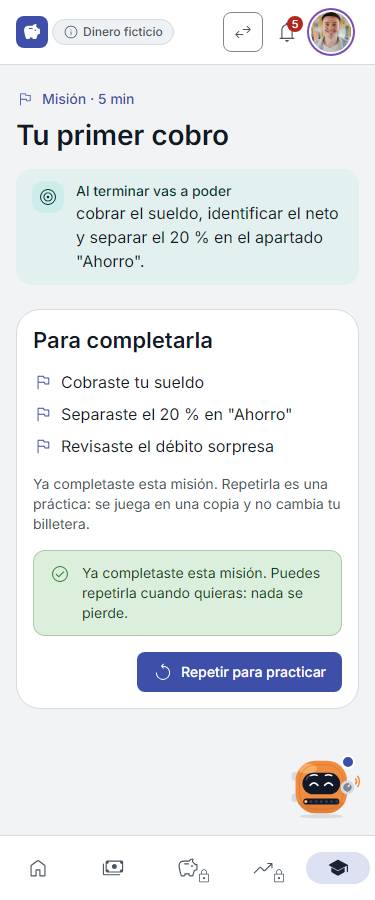 Dinero ficticio
5
Misión · 5 min
Tu primer cobro
Al terminar vas a poder
cobrar el sueldo, identificar el neto
y separar el 20 % en el apartado
"Ahorro".
Para completarla
Cobraste tu sueldo
Separaste el 20 % en "Ahorro"
Revisaste el débito sorpresa
Ya completaste esta misión. Repetirla es una
práctica: se juega en una copia y no cambia tu
billetera.
Ya completaste esta misión. Puedes
repetirla cuando quieras: nada se
pierde.
Repetir para practicar